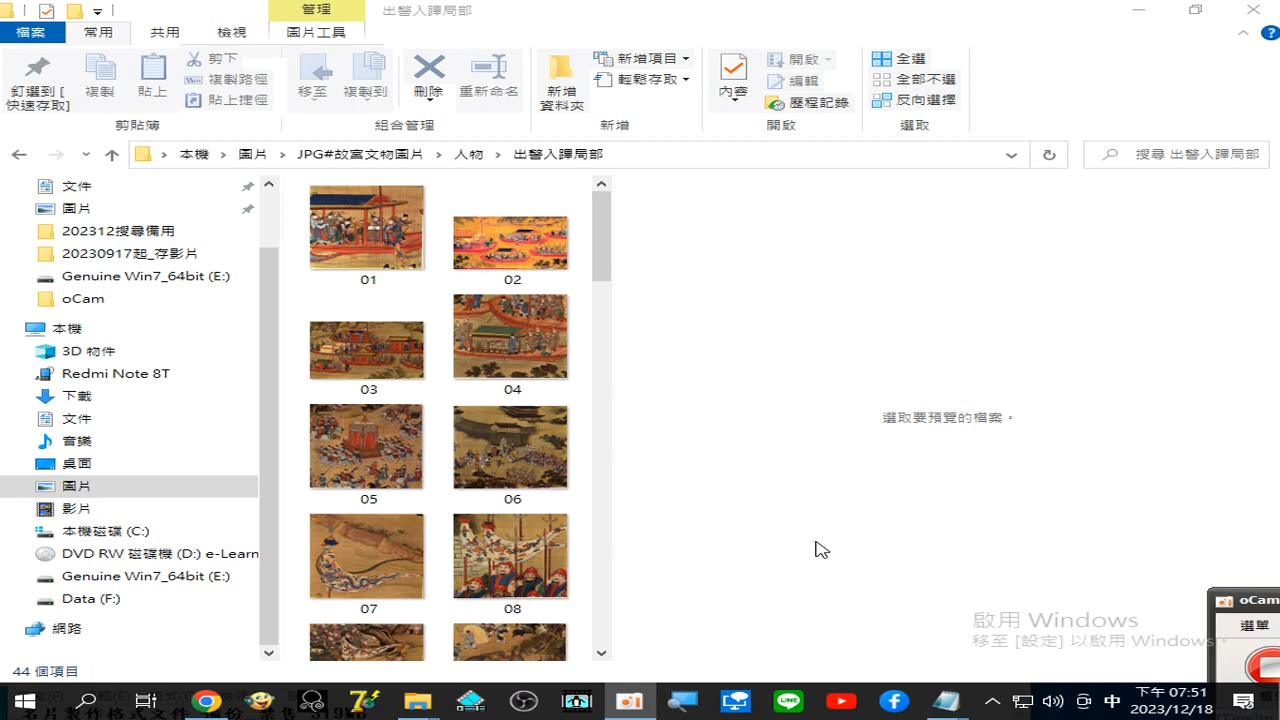 管理
出警入蹕局部
檔案
常用
共用
檢視
圖片工具
釘選到 [
快速存取]
複製
貼上
剪下
複製路徑
貼上捷徑
移至
複製到
刪除
重新命名
新增
資料夾
新增項目
輕鬆存取
內容
開啟
編輯
歷程記錄
全選
全部不選
反向選擇
剪貼簿
組合管理
新增
開啟
選取
本機 › 圖片 › JPG#故宮文物圖片 › 人物 › 出警入蹕局部
搜尋 出警入蹕局部
文件
圖片
202312搜尋備用
20230917起_存影片
Genuine Win7_64bit (E:)
oCam
本機
3D 物件
Redmi Note 8T
下載
文件
音樂
桌面
圖片
影片
本機磁碟 (C:)
DVD RW 磁碟機 (D:) e-Learn
Genuine Win7_64bit (E:)
Data (F:)
網路
01
02
03
04
05
06
07
08
選取要預覽的檔案。
啟用 Windows
移至 [設定] 以啟用 Windows。
oCam
選單
44 個項目
中
下午 07:51
2023/12/18